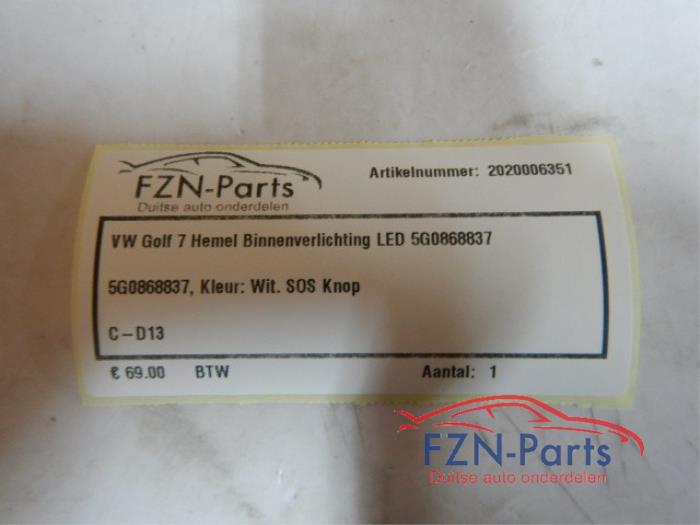 FZN-Parts
Duitse auto onderdelen
Artikelnummer: 2020006351
VW Golf 7 Hemel Binnenverlichting LED 5G0868837
5G0868837, Kleur: Wit. SOS Knop
C-D13
€ 69.00 BTW Aantal: 1
FZN-Parts
Duitse auto onderdelen